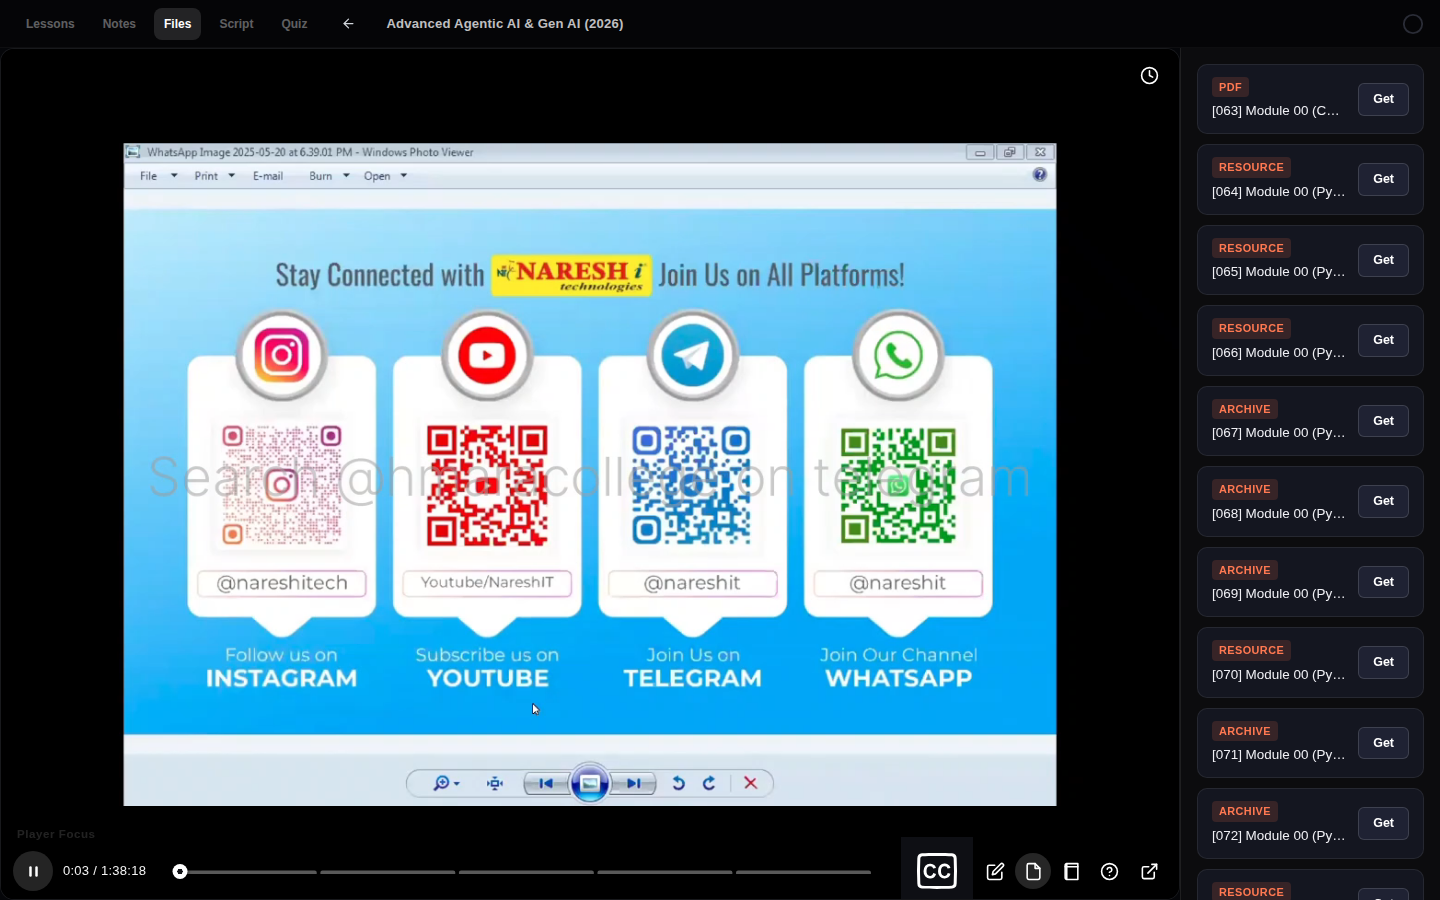 Lessons
Notes
Files
Script
Quiz
Advanced Agentic AI & Gen AI (2026)
WhatsApp Image 2025-05-20 at 6.39.01 PM - Windows Photo Viewer
File
Print
E-mail
Burn
Open
Stay Connected with NARESH i technologies Join Us on All Platforms!
Search @hmaracollege on telegram
@nareshitech
Youtube/NareshIT
@nareshit
@nareshit
Follow us on
INSTAGRAM
Subscribe us on
YOUTUBE
Join Us on
TELEGRAM
Join Our Channel
WHATSAPP
Player Focus
0:03 / 1:38:18
CC
PDF
[063] Module 00 (C...
Get
RESOURCE
[064] Module 00 (Py...
Get
RESOURCE
[065] Module 00 (Py...
Get
RESOURCE
[066] Module 00 (Py...
Get
ARCHIVE
[067] Module 00 (Py...
Get
ARCHIVE
[068] Module 00 (Py...
Get
ARCHIVE
[069] Module 00 (Py...
Get
RESOURCE
[070] Module 00 (Py...
Get
ARCHIVE
[071] Module 00 (Py...
Get
ARCHIVE
[072] Module 00 (Py...
Get
RESOURCE